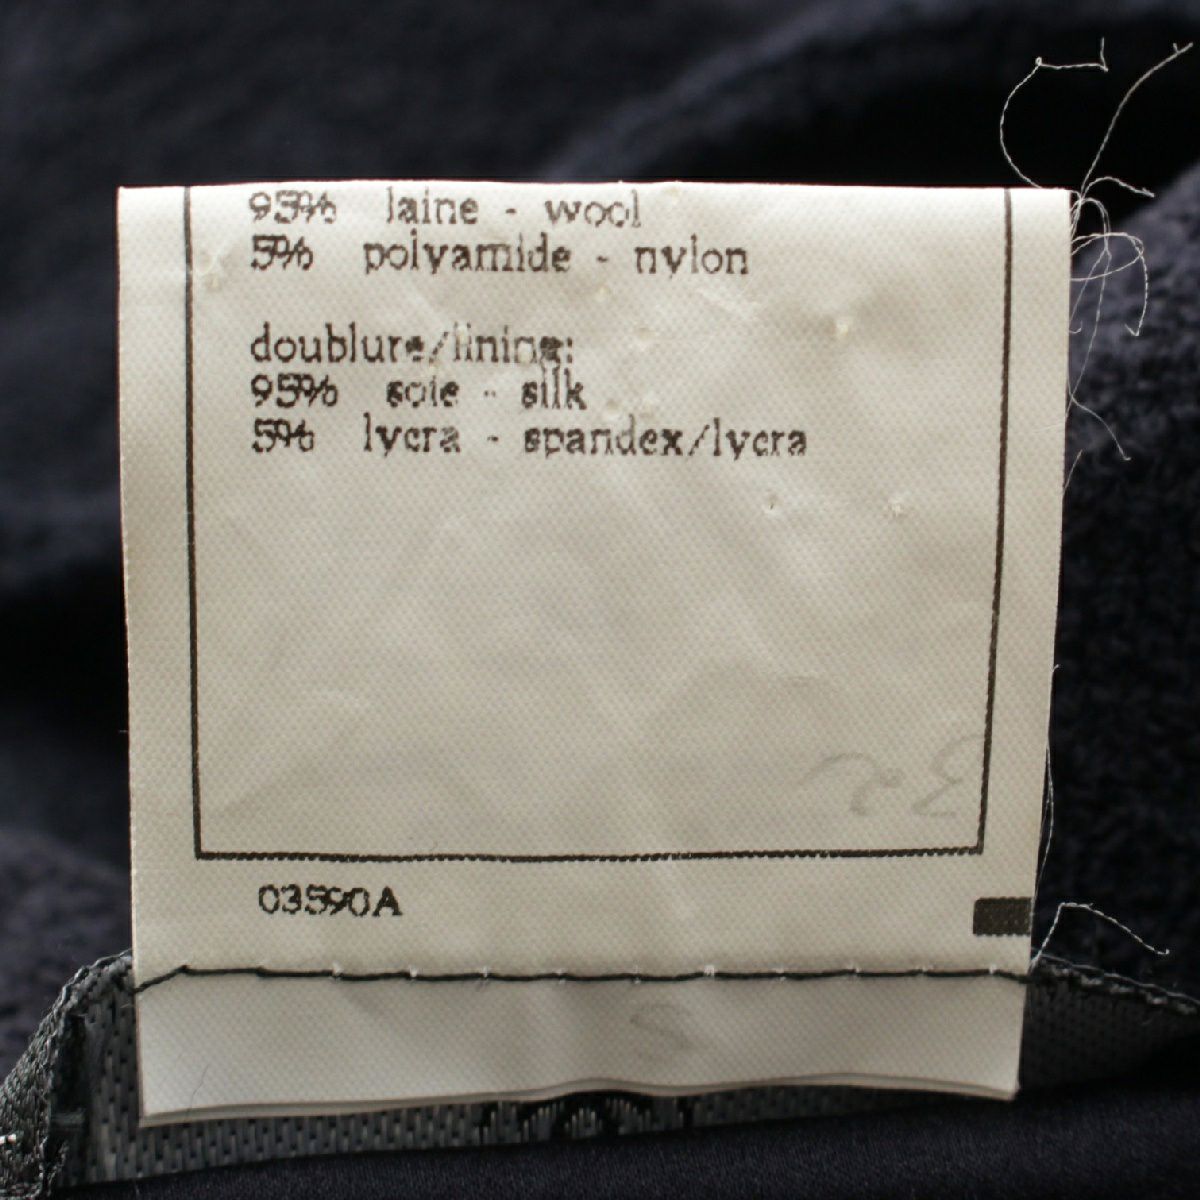 95% laine - wool
5% polyamide - nylon
doublure/lining:
95% soie - silk
5% lycra - spandex/lycra
03590A